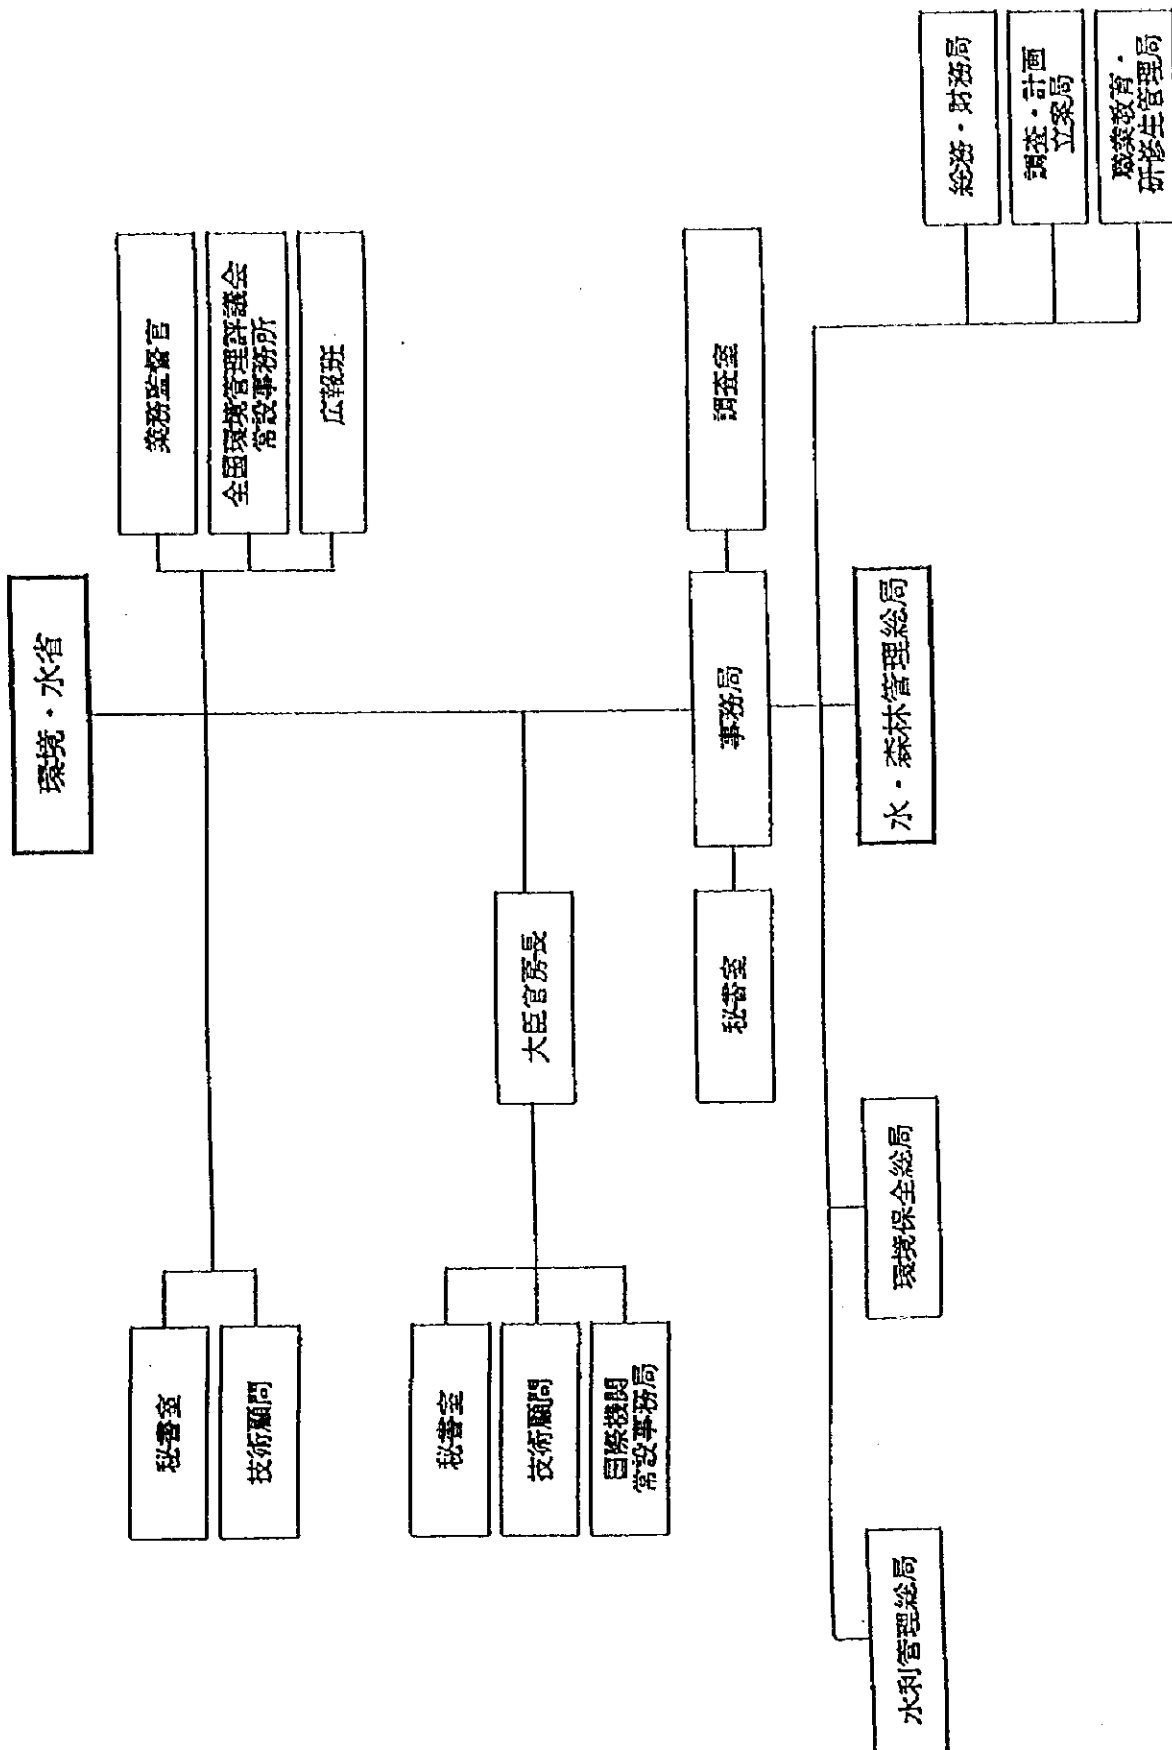 環境・水省
秘書室
技術顧問
業務監督官
全国環境管理評議会
常設事務所
広報班
大臣官房長
秘書室
技術顧問
国際機関
常設事務局
秘書室
事務局
調査室
水利管理総局
環境保全総局
水・森林管理総局
総務・財務局
調査・計画
立案局
職業教育・
研修生管理局